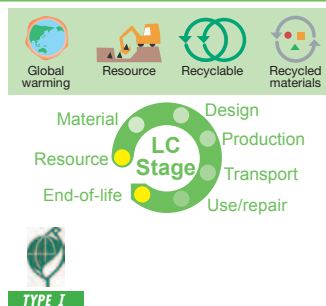 Global warming
Resource
Recyclable
Recycled materials
Material
Design
LC Stage
Production
Resource
Transport
End-of-life
Use/repair
TYPE I